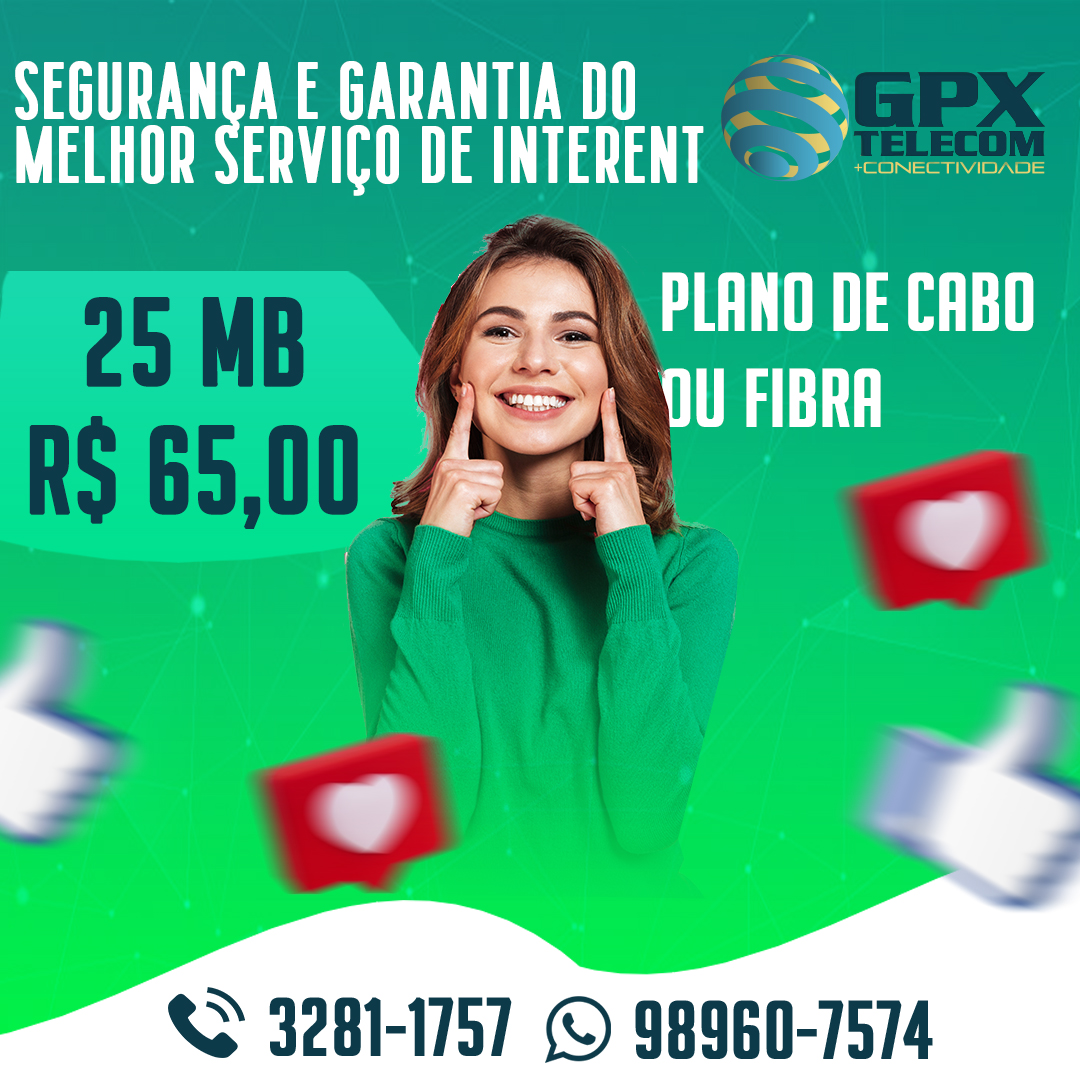 SEGURANÇA E GARANTIA DO
MELHOR SERVIÇO DE INTERENT
GPX
TELECOM
+CONECTIVIDADE
25 MB
R$ 65,00
PLANO DE CABO
OU FIBRA
3281-1757
98960-7574